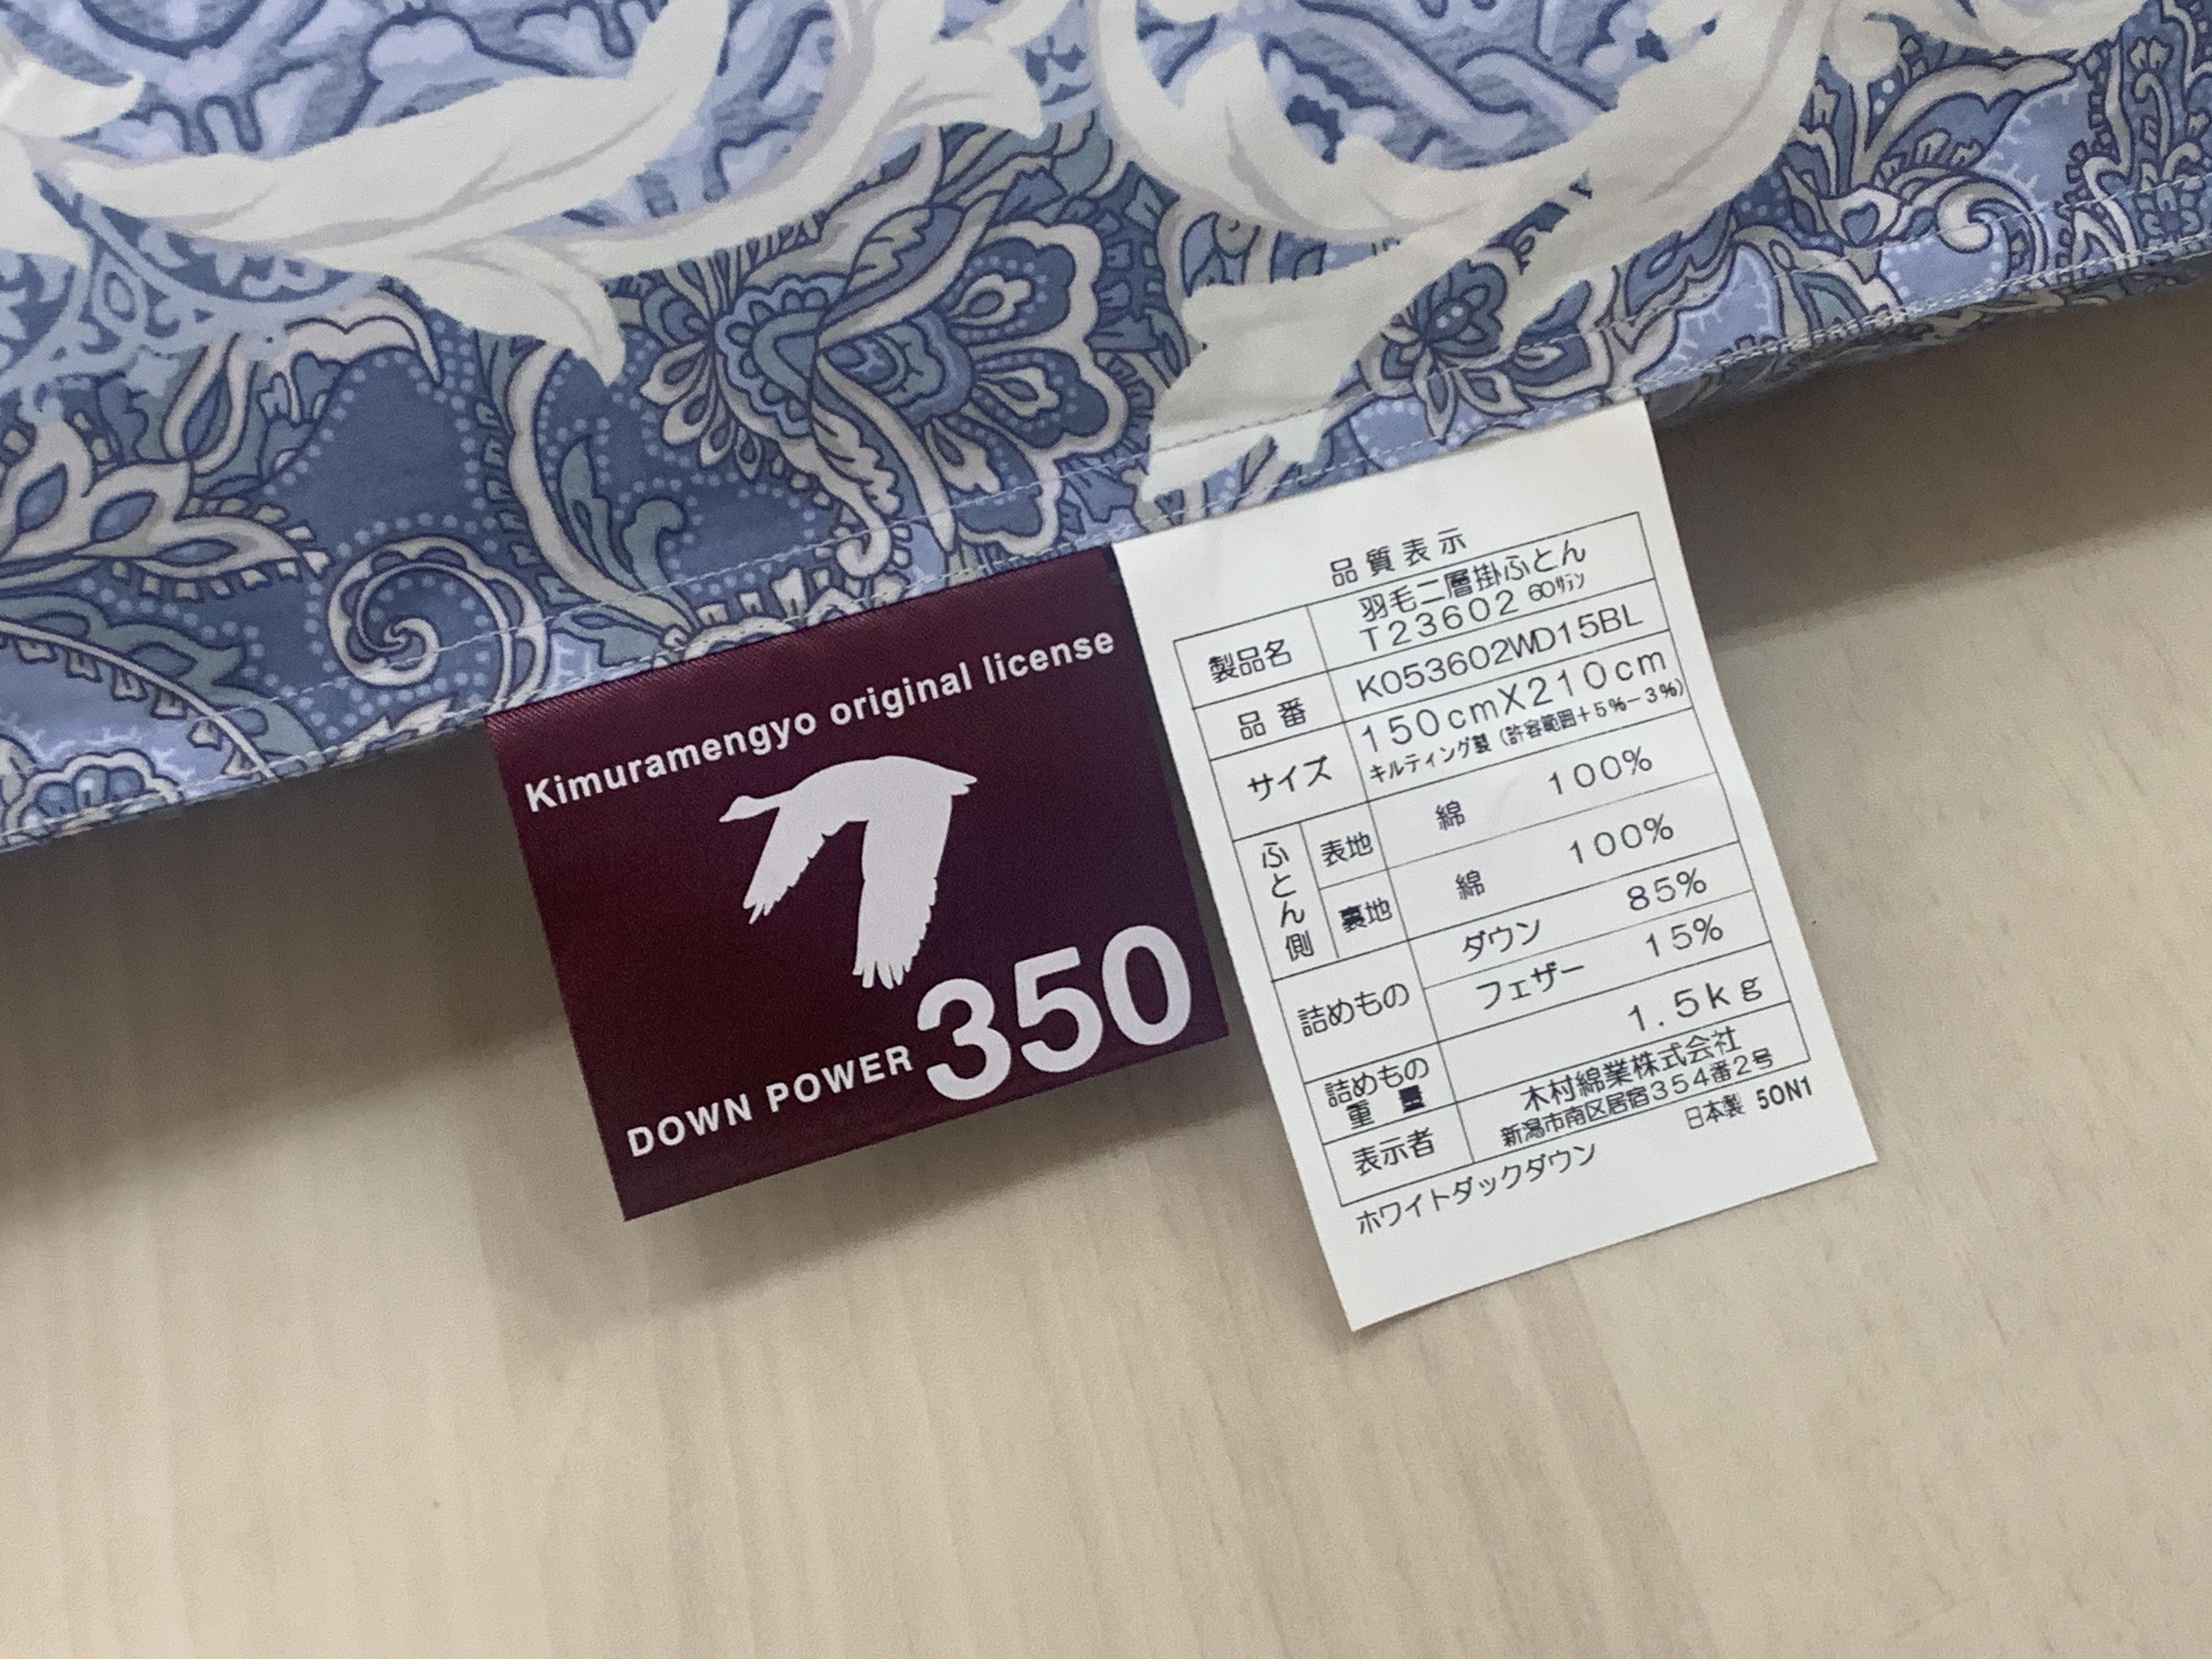 Kimuramengyo original license
DOWN POWER 350
品質表示
製品名 羽毛二層掛ふとん
T23602 60ｻﾃﾝ
品番 K053602WD15BL
サイズ 150cmX210cm
キルティング製（許容範囲＋5%－3%）
ふとん側 表地 綿 100%
裏地 綿 100%
詰めもの ダウン 85%
フェザー 15%
詰めもの重量 1.5kg
表示者 木村綿業株式会社
新潟市南区居宿354番2号
日本製 50N1
ホワイトダックダウン